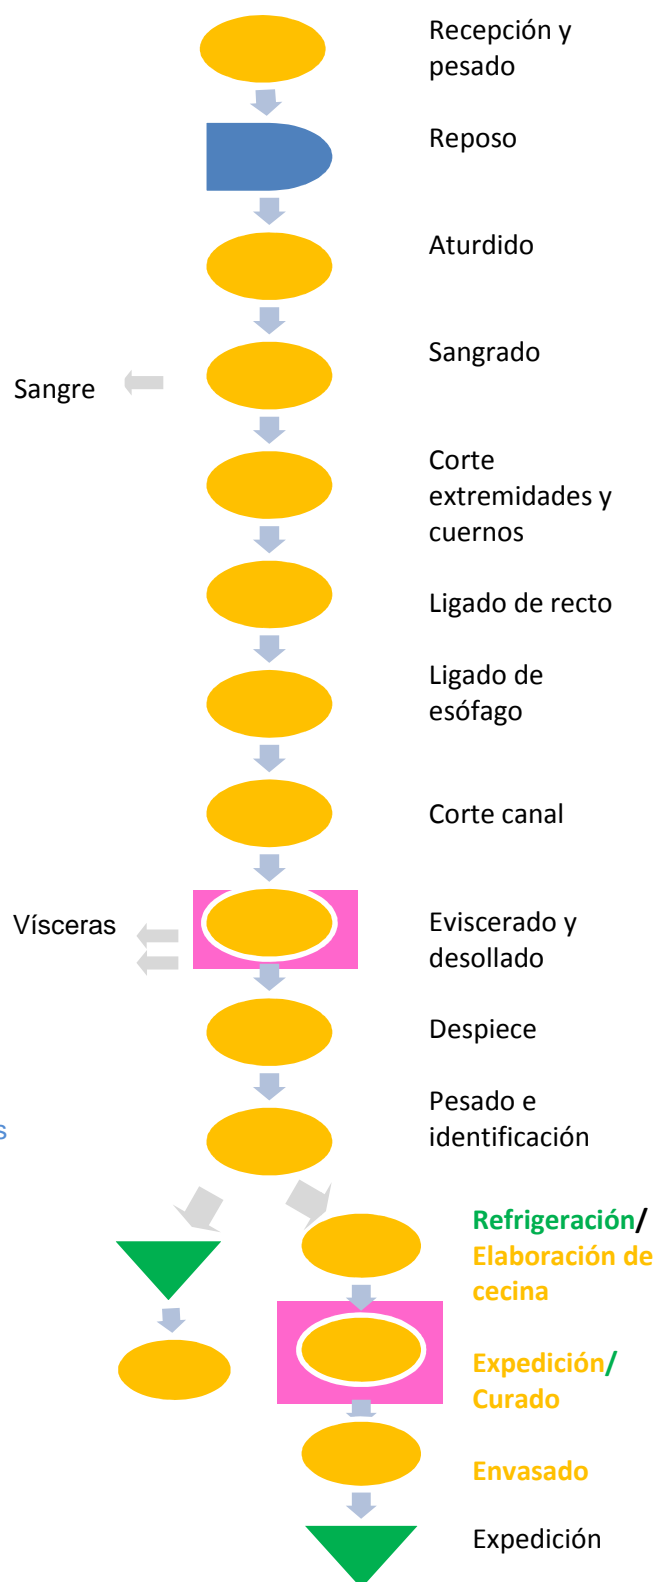 Recepción y
pesado
Reposo
Aturdido
Sangrado
Sangre
Corte
extremidades y
cuernos
Ligado de recto
Ligado de
esófago
Corte canal
Vísceras
Eviscerado y
desollado
Despiece
Pesado e
identificación
s
Refrigeración/
Elaboración de
cecina
Expedición/
Curado
Envasado
Expedición